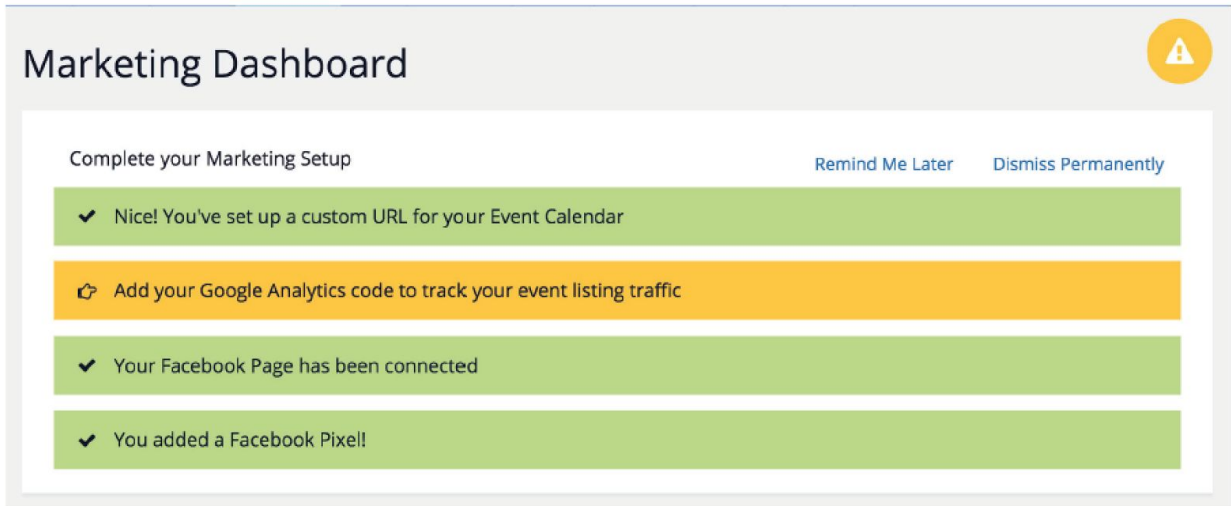 Marketing Dashboard
Complete your Marketing Setup
Remind Me Later
Dismiss Permanently
Nice! You've set up a custom URL for your Event Calendar
Add your Google Analytics code to track your event listing traffic
Your Facebook Page has been connected
You added a Facebook Pixel!